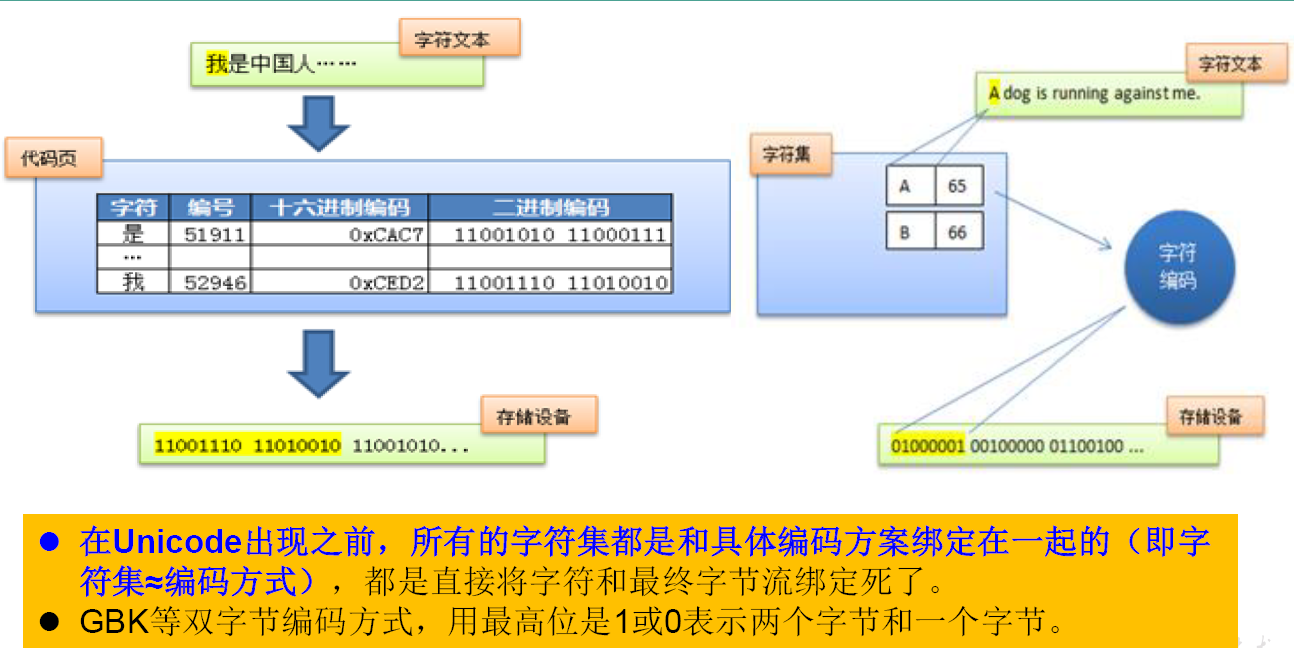 字符文本
我是中国人……
代码页
字符 编号 十六进制编码 二进制编码
是 51911 0xCAC7 11001010 11000111
…
我 52946 0xCED2 11001110 11010010
存储设备
11001110 11010010 11001010...
字符文本
A dog is running against me.
字符集
A 65
B 66
字符
编码
存储设备
01000001 00100000 01100100 ...
● 在Unicode出现之前，所有的字符集都是和具体编码方案绑定在一起的（即字
符集≈编码方式），都是直接将字符和最终字节流绑定死了。
● GBK等双字节编码方式，用最高位是1或0表示两个字节和一个字节。